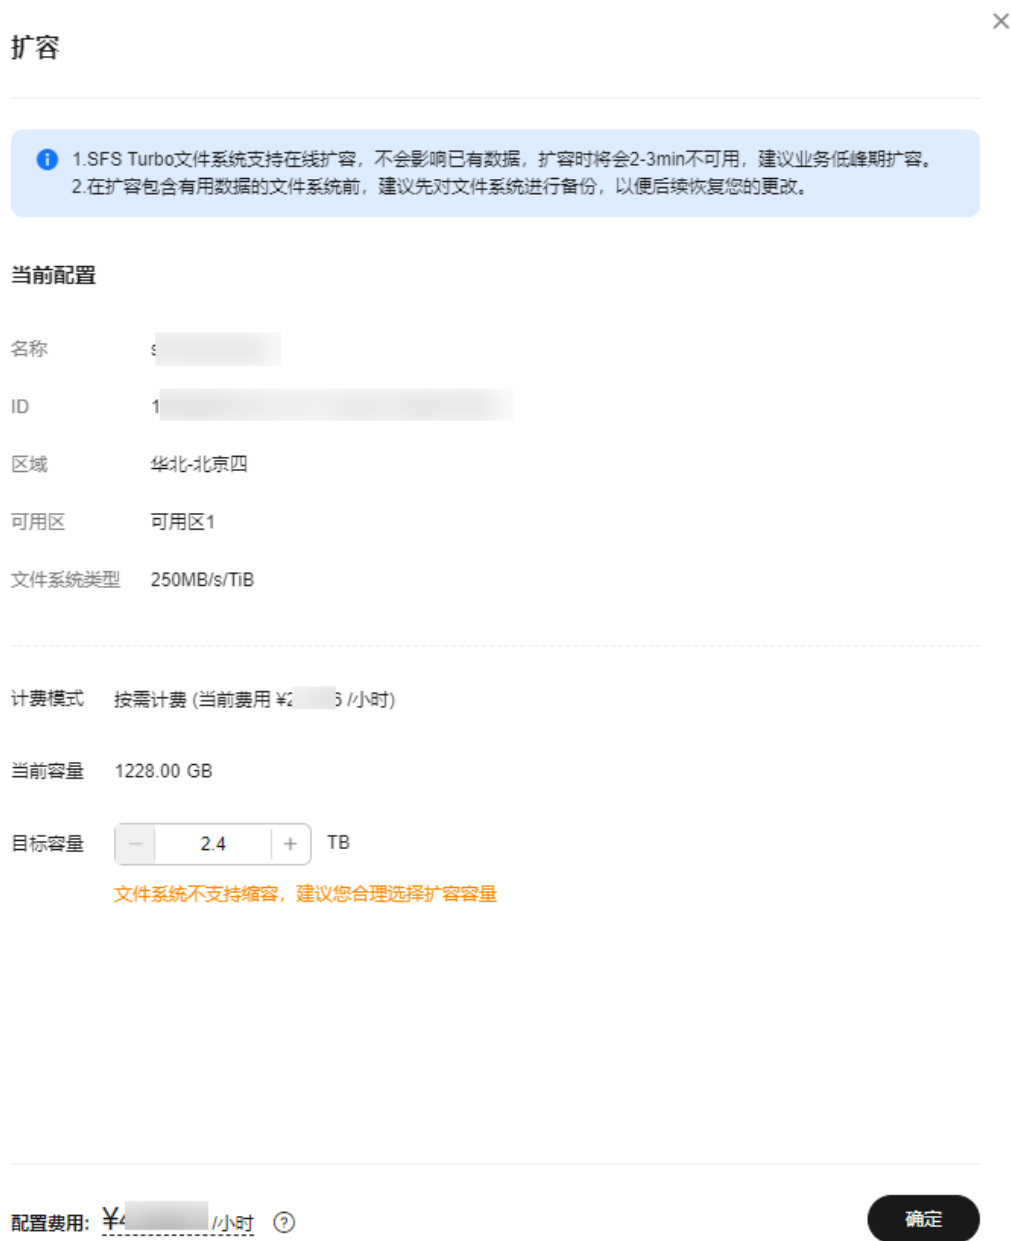 扩容
1.SFS Turbo文件系统支持在线扩容，不会影响已有数据，扩容时将会2-3min不可用，建议业务低峰期扩容。
2.在扩容包含有用数据的文件系统前，建议先对文件系统进行备份，以便后续恢复您的更改。
当前配置
名称
ID 1
区域 华北-北京四
可用区 可用区1
文件系统类型 250MB/s/TiB
计费模式 按需计费 (当前费用 ¥2 6 /小时)
当前容量 1228.00 GB
目标容量 − 2.4 + TB
文件系统不支持缩容，建议您合理选择扩容容量
配置费用: ¥4 /小时 ?
确定